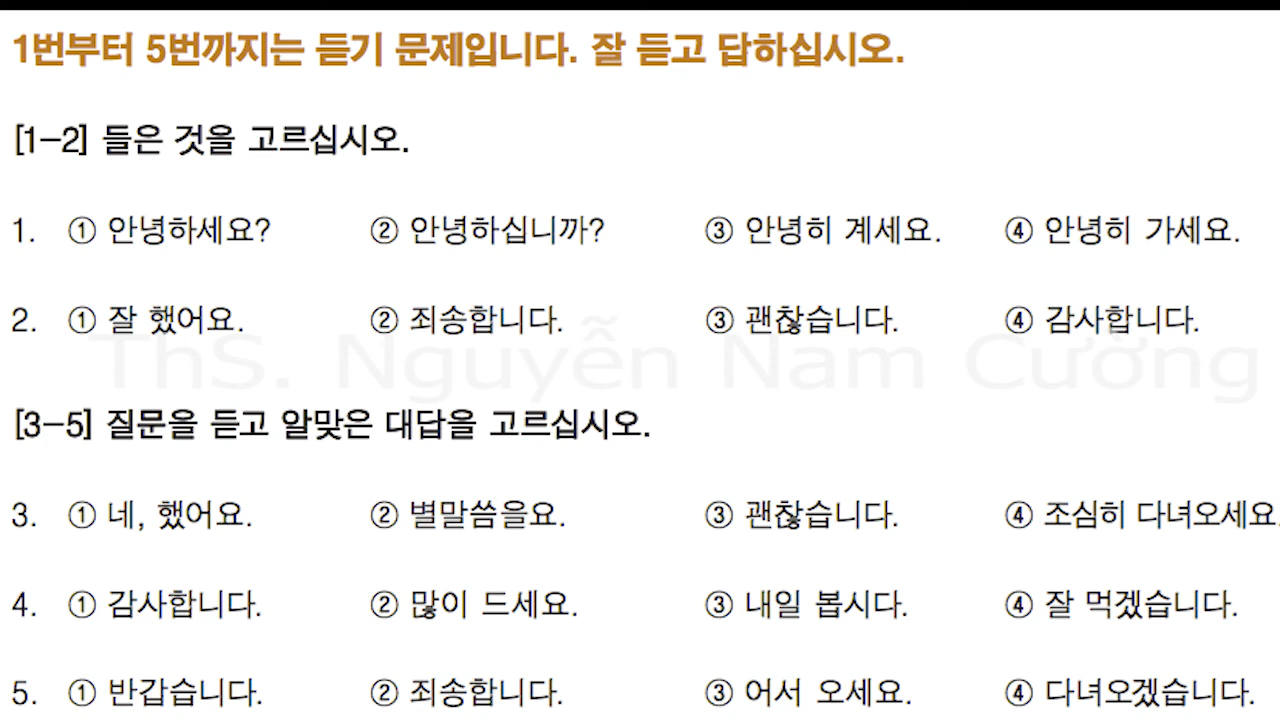 1번부터 5번까지는 듣기 문제입니다. 잘 듣고 답하십시오.
[1-2] 들은 것을 고르십시오.
1. ① 안녕하세요? ② 안녕하십니까? ③ 안녕히 계세요. ④ 안녕히 가세요.
2. ① 잘 했어요. ② 죄송합니다. ③ 괜찮습니다. ④ 감사합니다.
ThS. Nguyễn Nam Cường
[3-5] 질문을 듣고 알맞은 대답을 고르십시오.
3. ① 네, 했어요. ② 별말씀을요. ③ 괜찮습니다. ④ 조심히 다녀오세요.
4. ① 감사합니다. ② 많이 드세요. ③ 내일 봅시다. ④ 잘 먹겠습니다.
5. ① 반갑습니다. ② 죄송합니다. ③ 어서 오세요. ④ 다녀오겠습니다.